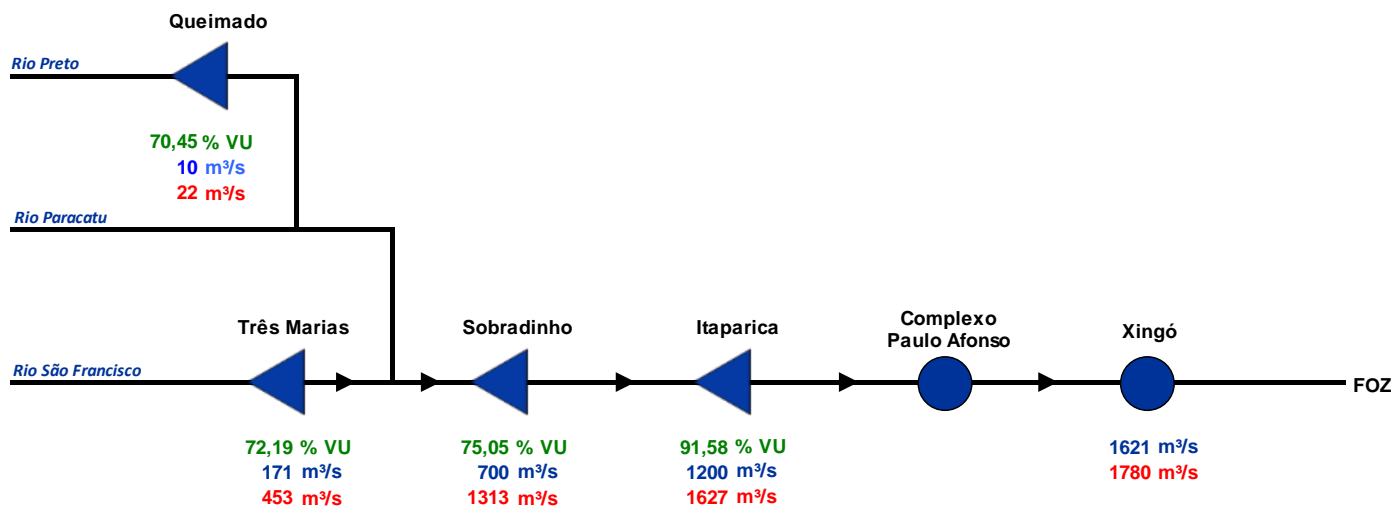 Queimado
Rio Preto
70,45 % VU
10 m³/s
22 m³/s
Rio Paracatu
Três Marias
Sobradinho
Itaparica
Complexo
Paulo Afonso
Xingó
Rio São Francisco
FOZ
72,19 % VU
171 m³/s
453 m³/s
75,05 % VU
700 m³/s
1313 m³/s
91,58 % VU
1200 m³/s
1627 m³/s
1621 m³/s
1780 m³/s